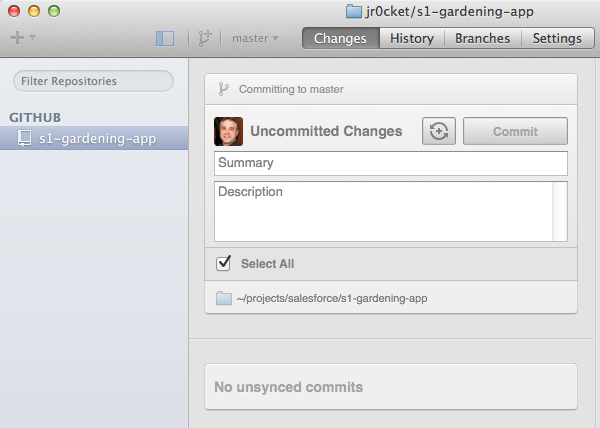 jr0cket/s1-gardening-app
master
Changes
History
Branches
Settings
Filter Repositories
GITHUB
s1-gardening-app
Committing to master
Uncommitted Changes
Commit
Summary
Description
Select All
~/projects/salesforce/s1-gardening-app
No unsynced commits